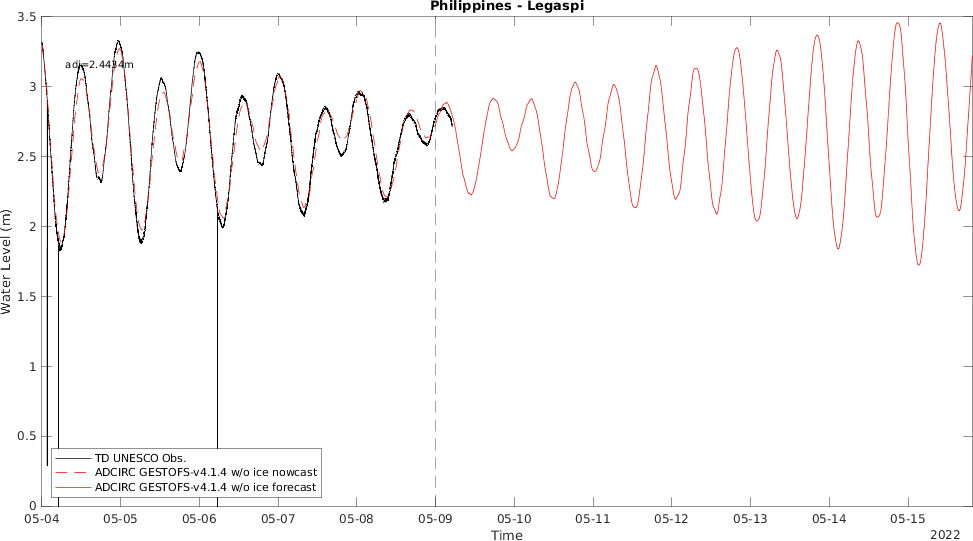 Philippines - Legaspi
3.5
adj=2.4434m
3
2.5
2
1.5
1
0.5
0
Water Level (m)
TD UNESCO Obs.
ADCIRC GESTOFS-v4.1.4 w/o ice nowcast
ADCIRC GESTOFS-v4.1.4 w/o ice forecast
05-04 05-05 05-06 05-07 05-08 05-09 05-10 05-11 05-12 05-13 05-14 05-15
Time
2022